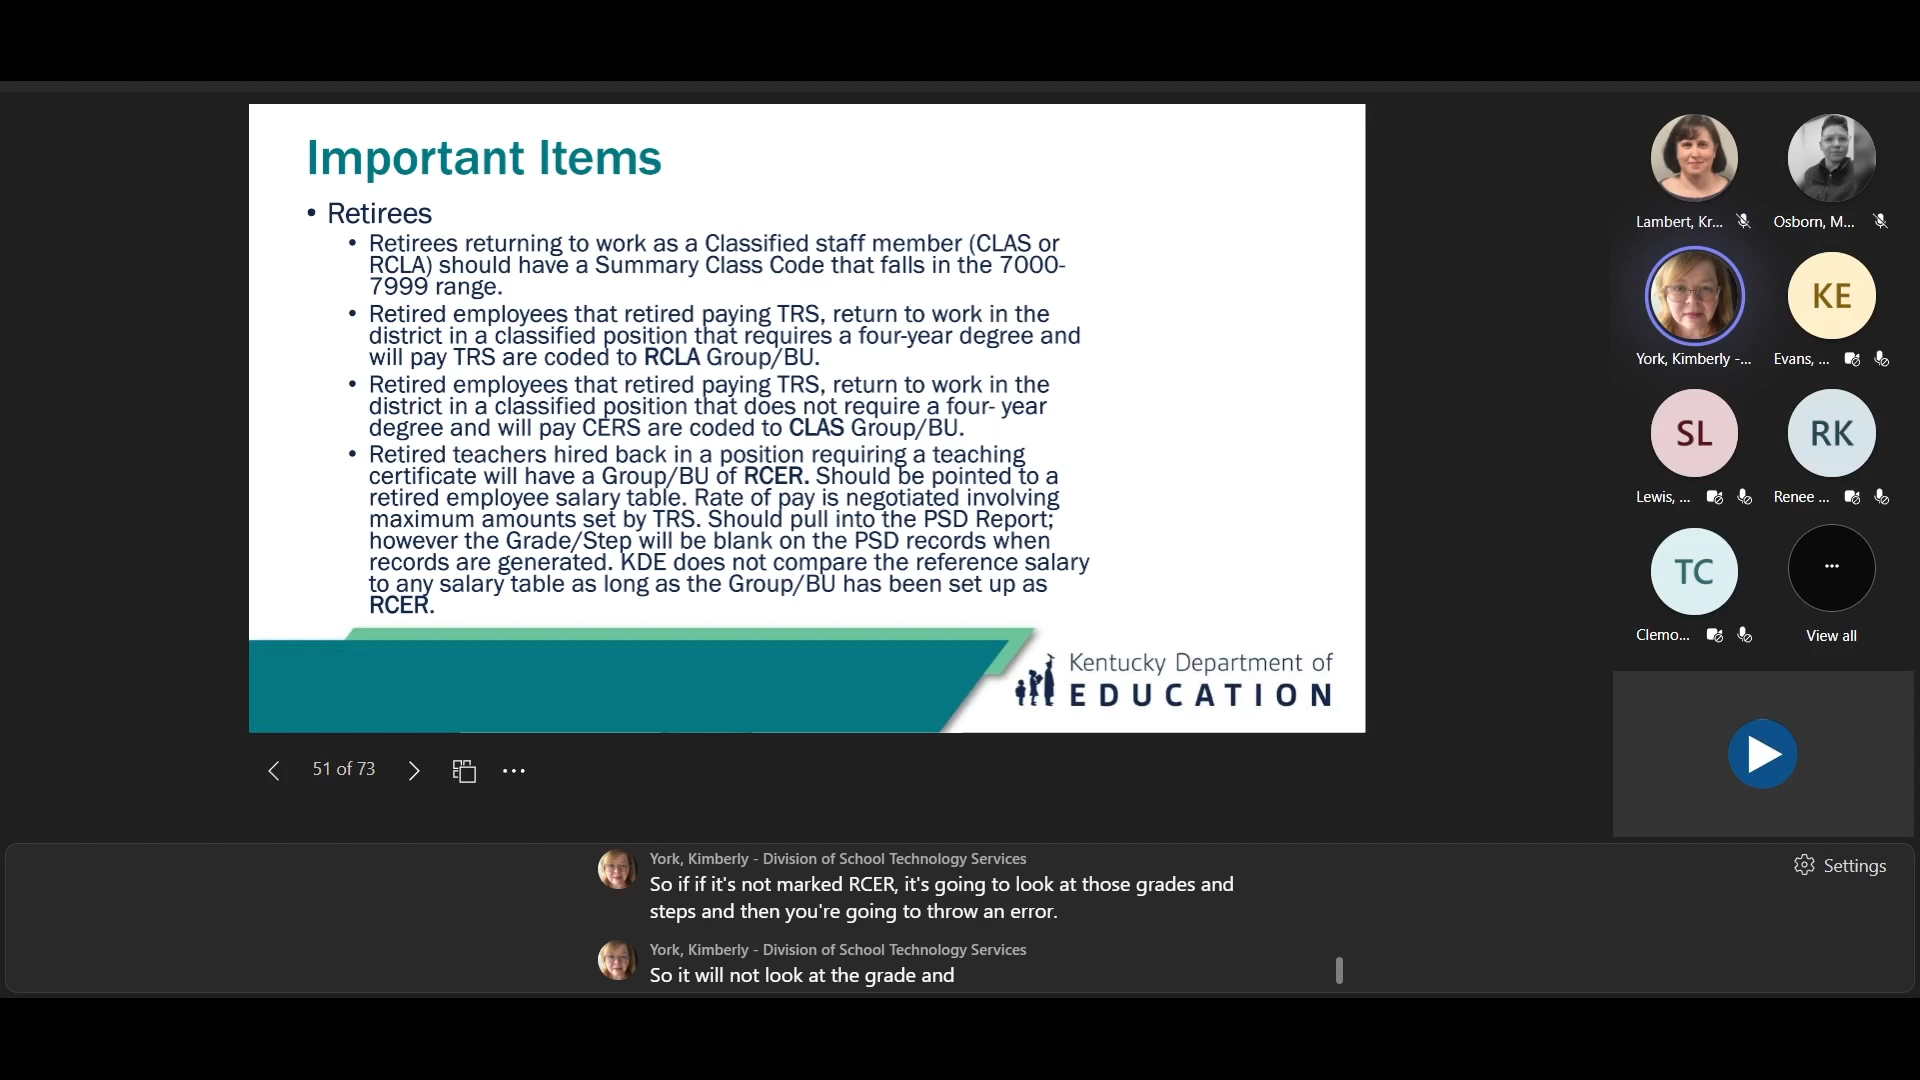 Important Items
• Retirees
• Retirees returning to work as a Classified staff member (CLAS or
RCLA) should have a Summary Class Code that falls in the 7000-
7999 range.
• Retired employees that retired paying TRS, return to work in the
district in a classified position that requires a four-year degree and
will pay TRS are coded to RCLA Group/BU.
• Retired employees that retired paying TRS, return to work in the
district in a classified position that does not require a four- year
degree and will pay CERS are coded to CLAS Group/BU.
• Retired teachers hired back in a position requiring a teaching
certificate will have a Group/BU of RCER. Should be pointed to a
retired employee salary table. Rate of pay is negotiated involving
maximum amounts set by TRS. Should pull into the PSD Report;
however the Grade/Step will be blank on the PSD records when
records are generated. KDE does not compare the reference salary
to any salary table as long as the Group/BU has been set up as
RCER.
Kentucky Department of
EDUCATION
51 of 73
Lambert, Kr...
Osborn, M...
York, Kimberly -...
KE
Evans, ...
SL
Lewis, ...
RK
Renee ...
TC
Clemo...
...
View all
York, Kimberly - Division of School Technology Services
So if if it's not marked RCER, it's going to look at those grades and
steps and then you're going to throw an error.
York, Kimberly - Division of School Technology Services
So it will not look at the grade and
Settings